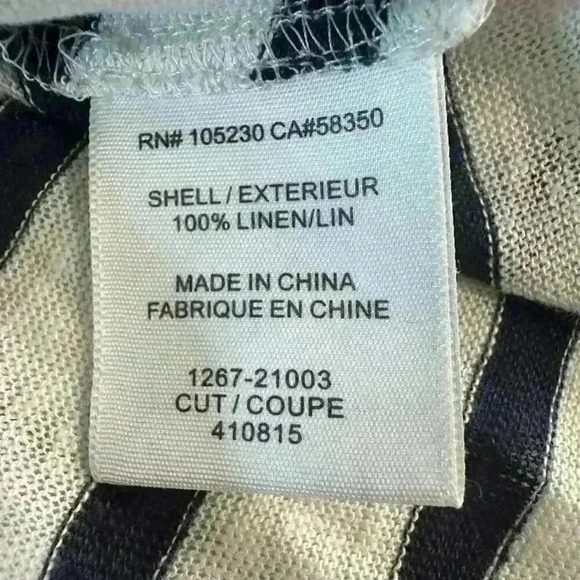 RN# 105230 CA#58350
SHELL / EXTERIEUR
100% LINEN/LIN
MADE IN CHINA
FABRIQUE EN CHINE
1267-21003
CUT / COUPE
410815